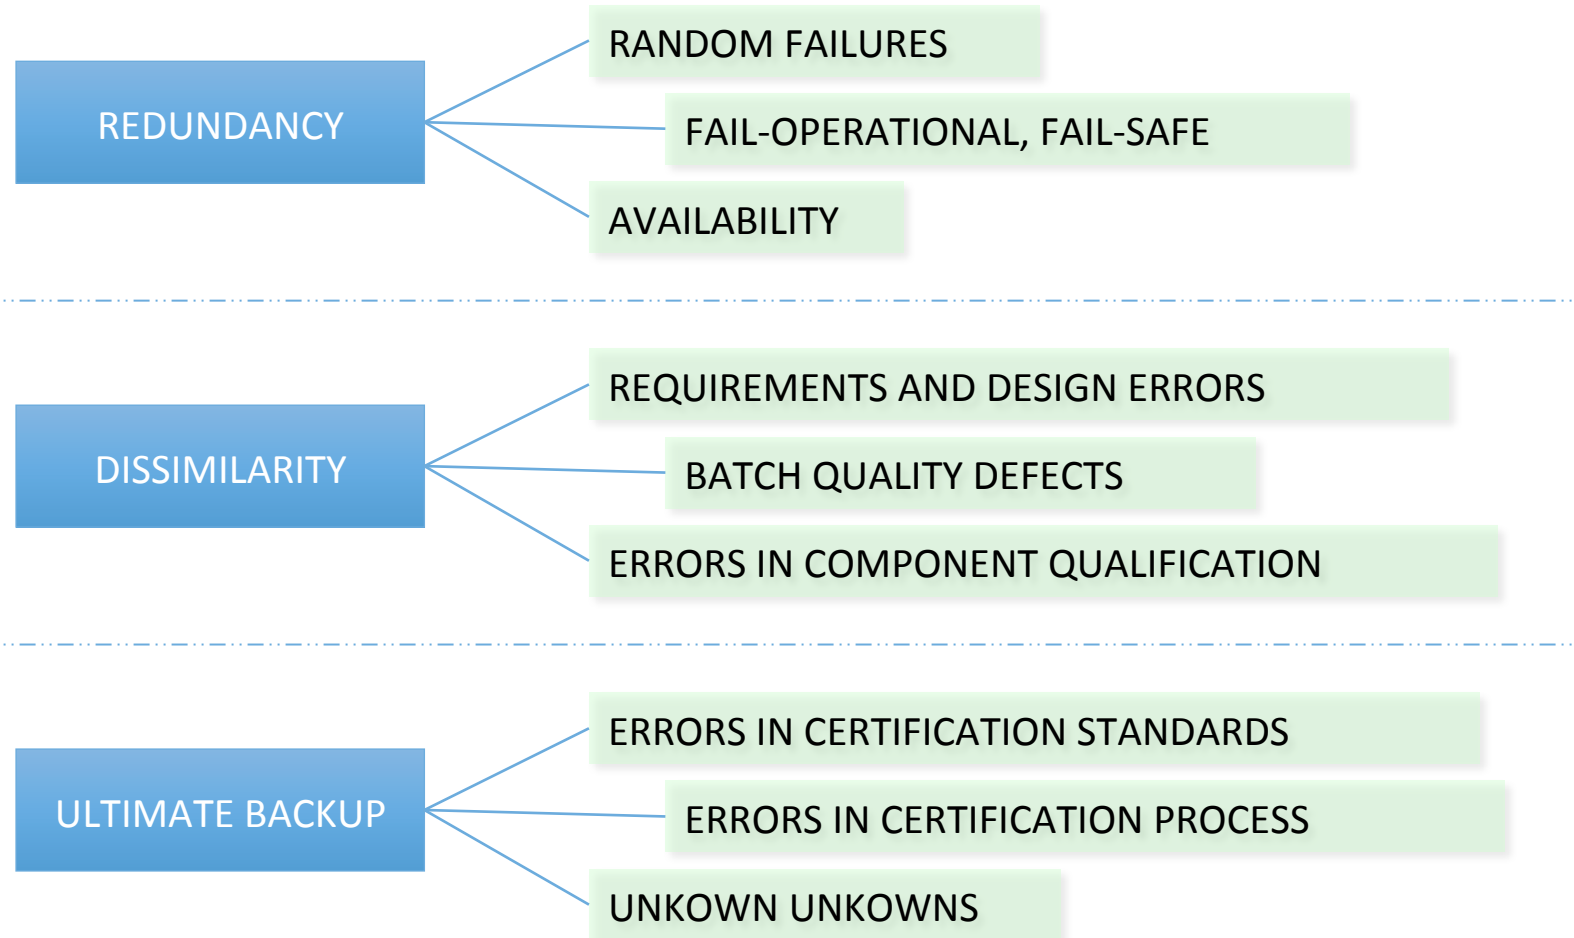 REDUNDANCY
RANDOM FAILURES
FAIL-OPERATIONAL, FAIL-SAFE
AVAILABILITY
DISSIMILARITY
REQUIREMENTS AND DESIGN ERRORS
BATCH QUALITY DEFECTS
ERRORS IN COMPONENT QUALIFICATION
ULTIMATE BACKUP
ERRORS IN CERTIFICATION STANDARDS
ERRORS IN CERTIFICATION PROCESS
UNKOWN UNKOWNS